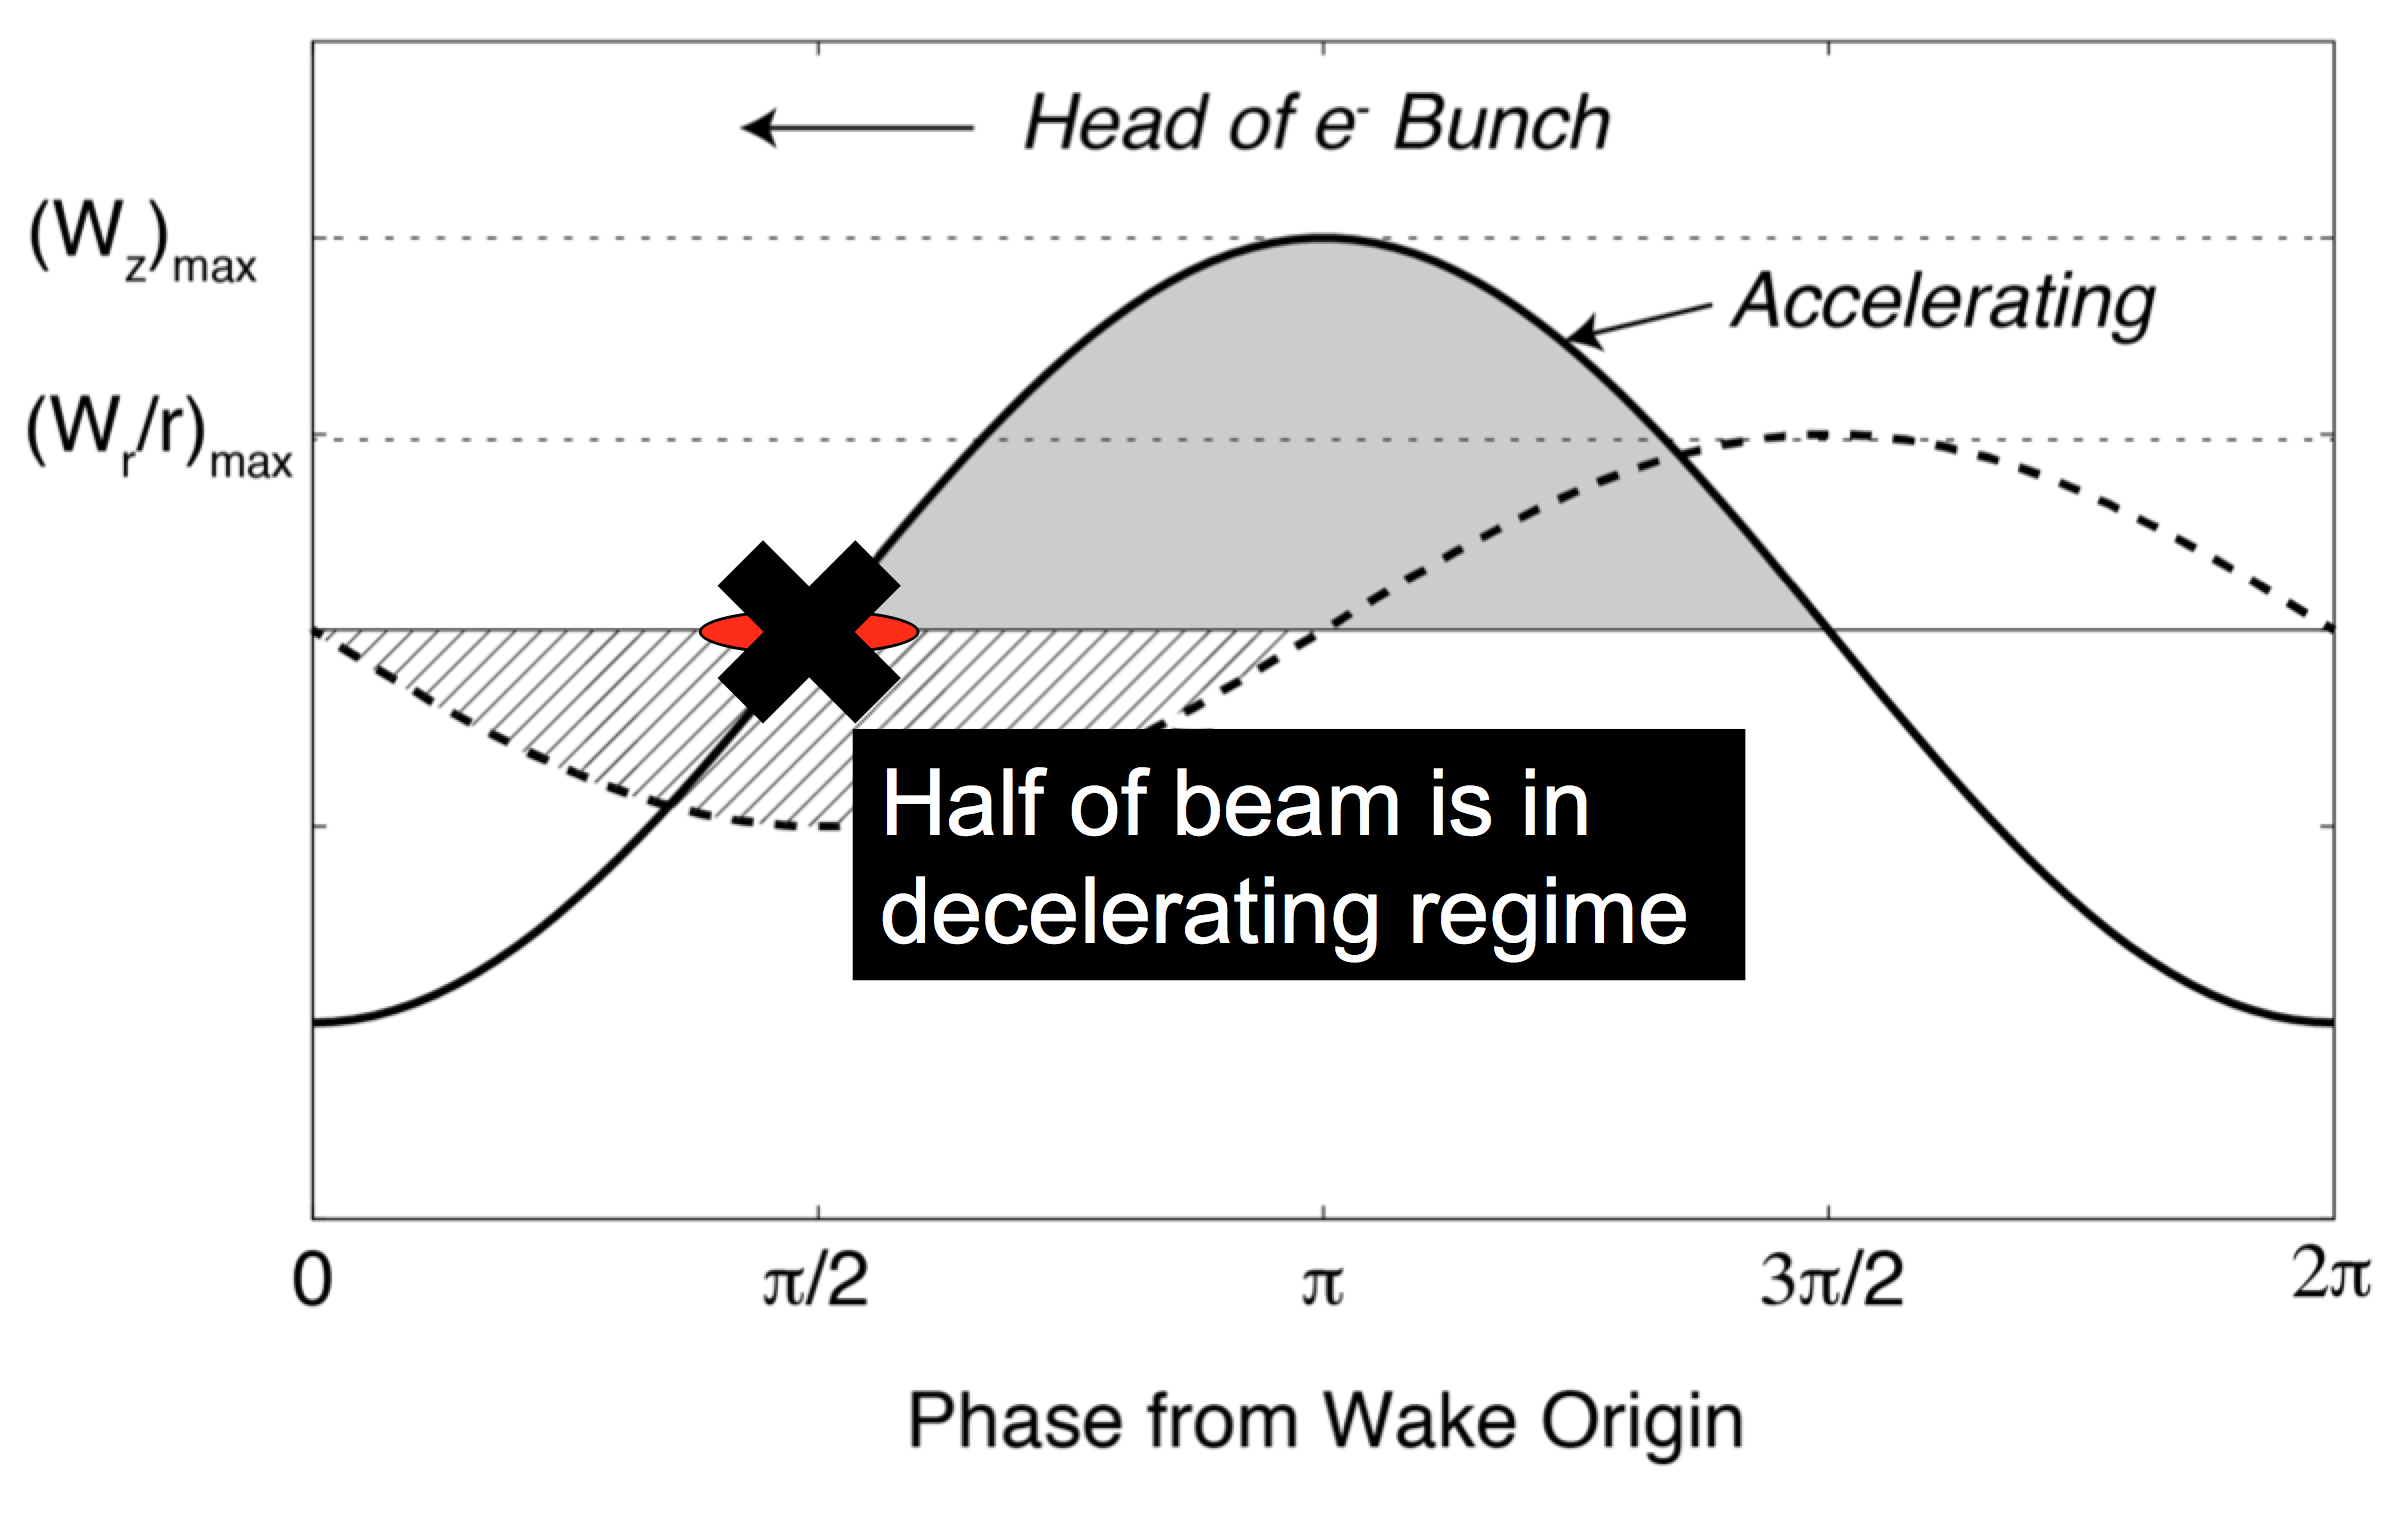 Head of e- Bunch
(Wz)max
Accelerating
(Wr/r)max
Half of beam is in
decelerating regime
0 π/2 π 3π/2 2π
Phase from Wake Origin